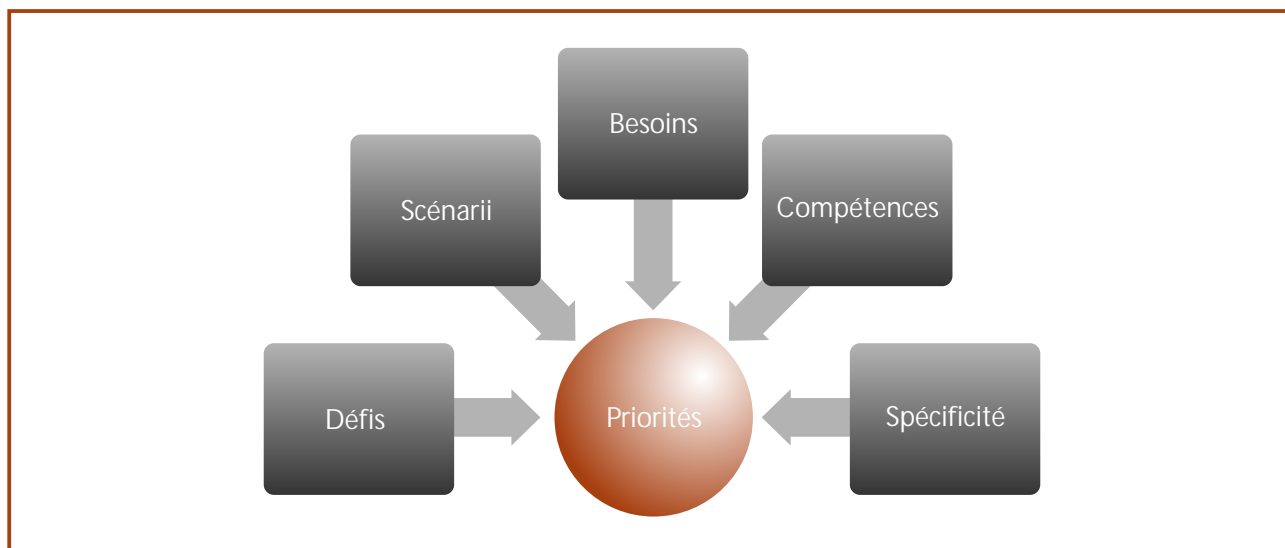 Besoins
Scénarii
Compétences
Défis
Priorités
Spécificité